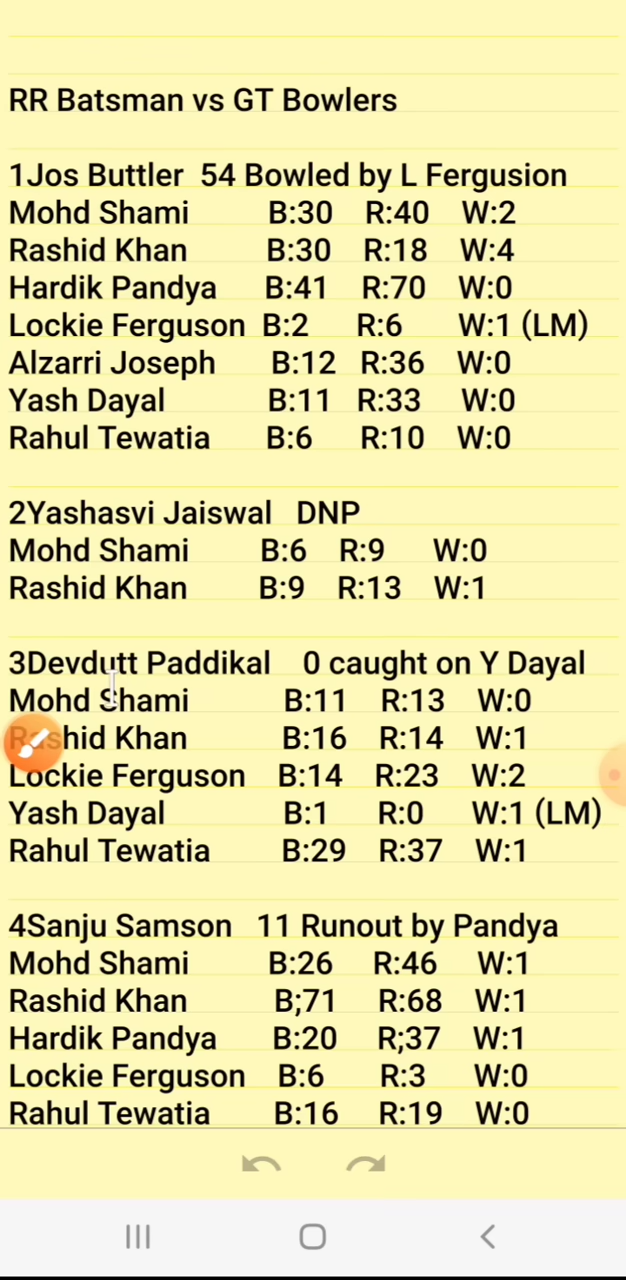 RR Batsman vs GT Bowlers
1Jos Buttler 54 Bowled by L Fergusion
Mohd Shami B:30 R:40 W:2
Rashid Khan B:30 R:18 W:4
Hardik Pandya B:41 R:70 W:0
Lockie Ferguson B:2 R:6 W:1 (LM)
Alzarri Joseph B:12 R:36 W:0
Yash Dayal B:11 R:33 W:0
Rahul Tewatia B:6 R:10 W:0
2Yashasvi Jaiswal DNP
Mohd Shami B:6 R:9 W:0
Rashid Khan B:9 R:13 W:1
3Devdutt Paddikal 0 caught on Y Dayal
Mohd Shami B:11 R:13 W:0
Rashid Khan B:16 R:14 W:1
Lockie Ferguson B:14 R:23 W:2
Yash Dayal B:1 R:0 W:1 (LM)
Rahul Tewatia B:29 R:37 W:1
4Sanju Samson 11 Runout by Pandya
Mohd Shami B:26 R:46 W:1
Rashid Khan B;71 R:68 W:1
Hardik Pandya B:20 R;37 W:1
Lockie Ferguson B:6 R:3 W:0
Rahul Tewatia B:16 R:19 W:0